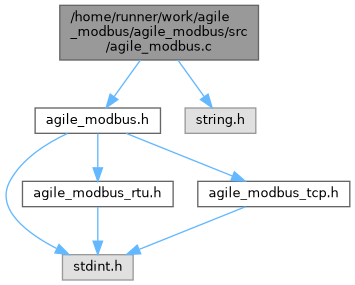 /home/runner/work/agile
_modbus/agile_modbus/src
/agile_modbus.c
agile_modbus.h
string.h
agile_modbus_rtu.h
agile_modbus_tcp.h
stdint.h